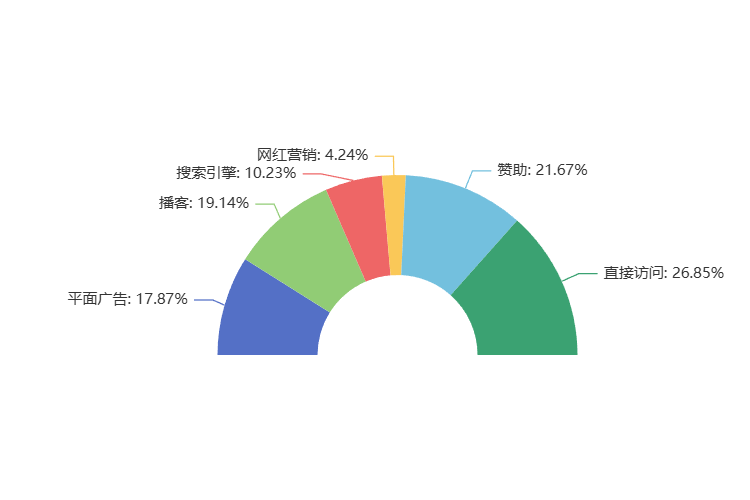 网红营销: 4.24%
搜索引擎: 10.23%
赞助: 21.67%
播客: 19.14%
直接访问: 26.85%
平面广告: 17.87%